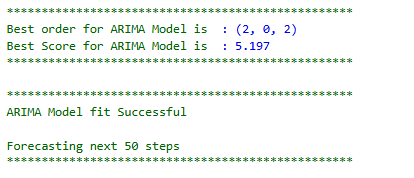 **************************************************
Best order for ARIMA Model is  : (2, 0, 2)
Best Score for ARIMA Model is  : 5.197
**************************************************
**************************************************
ARIMA Model fit Successful
Forecasting next 50 steps
**************************************************